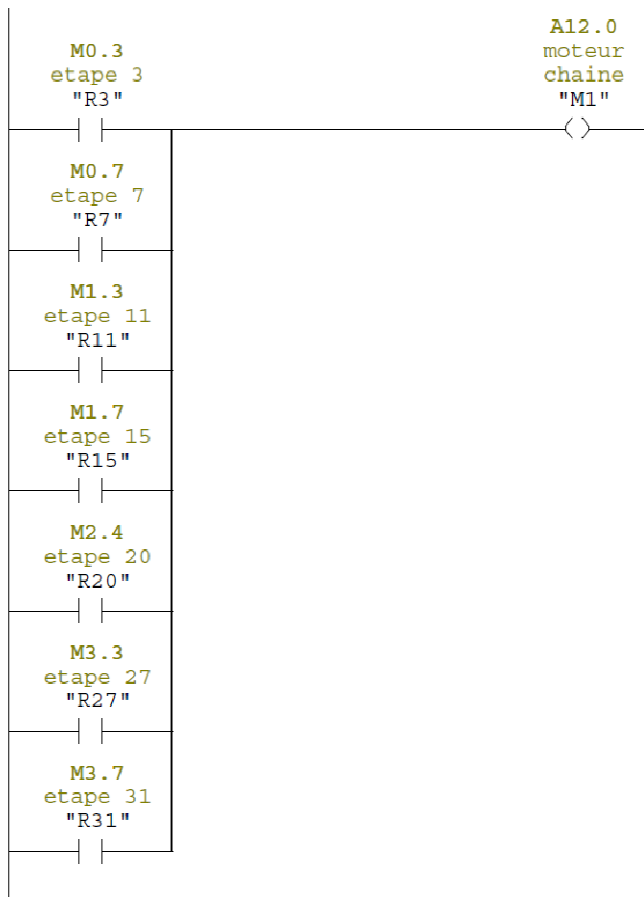 A12.0
moteur
chaine
"M1"
M0.3
etape 3
"R3"
M0.7
etape 7
"R7"
M1.3
etape 11
"R11"
M1.7
etape 15
"R15"
M2.4
etape 20
"R20"
M3.3
etape 27
"R27"
M3.7
etape 31
"R31"